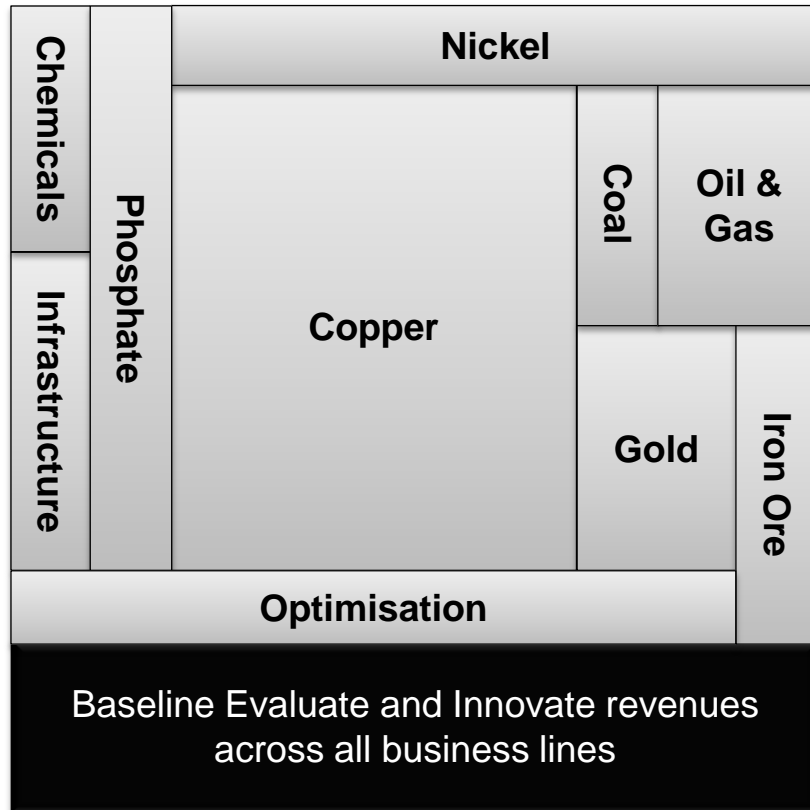 Chemicals
Infrastructure
Phosphate
Nickel
Copper
Coal
Oil &
Gas
Gold
Iron Ore
Optimisation
Baseline Evaluate and Innovate revenues
across all business lines